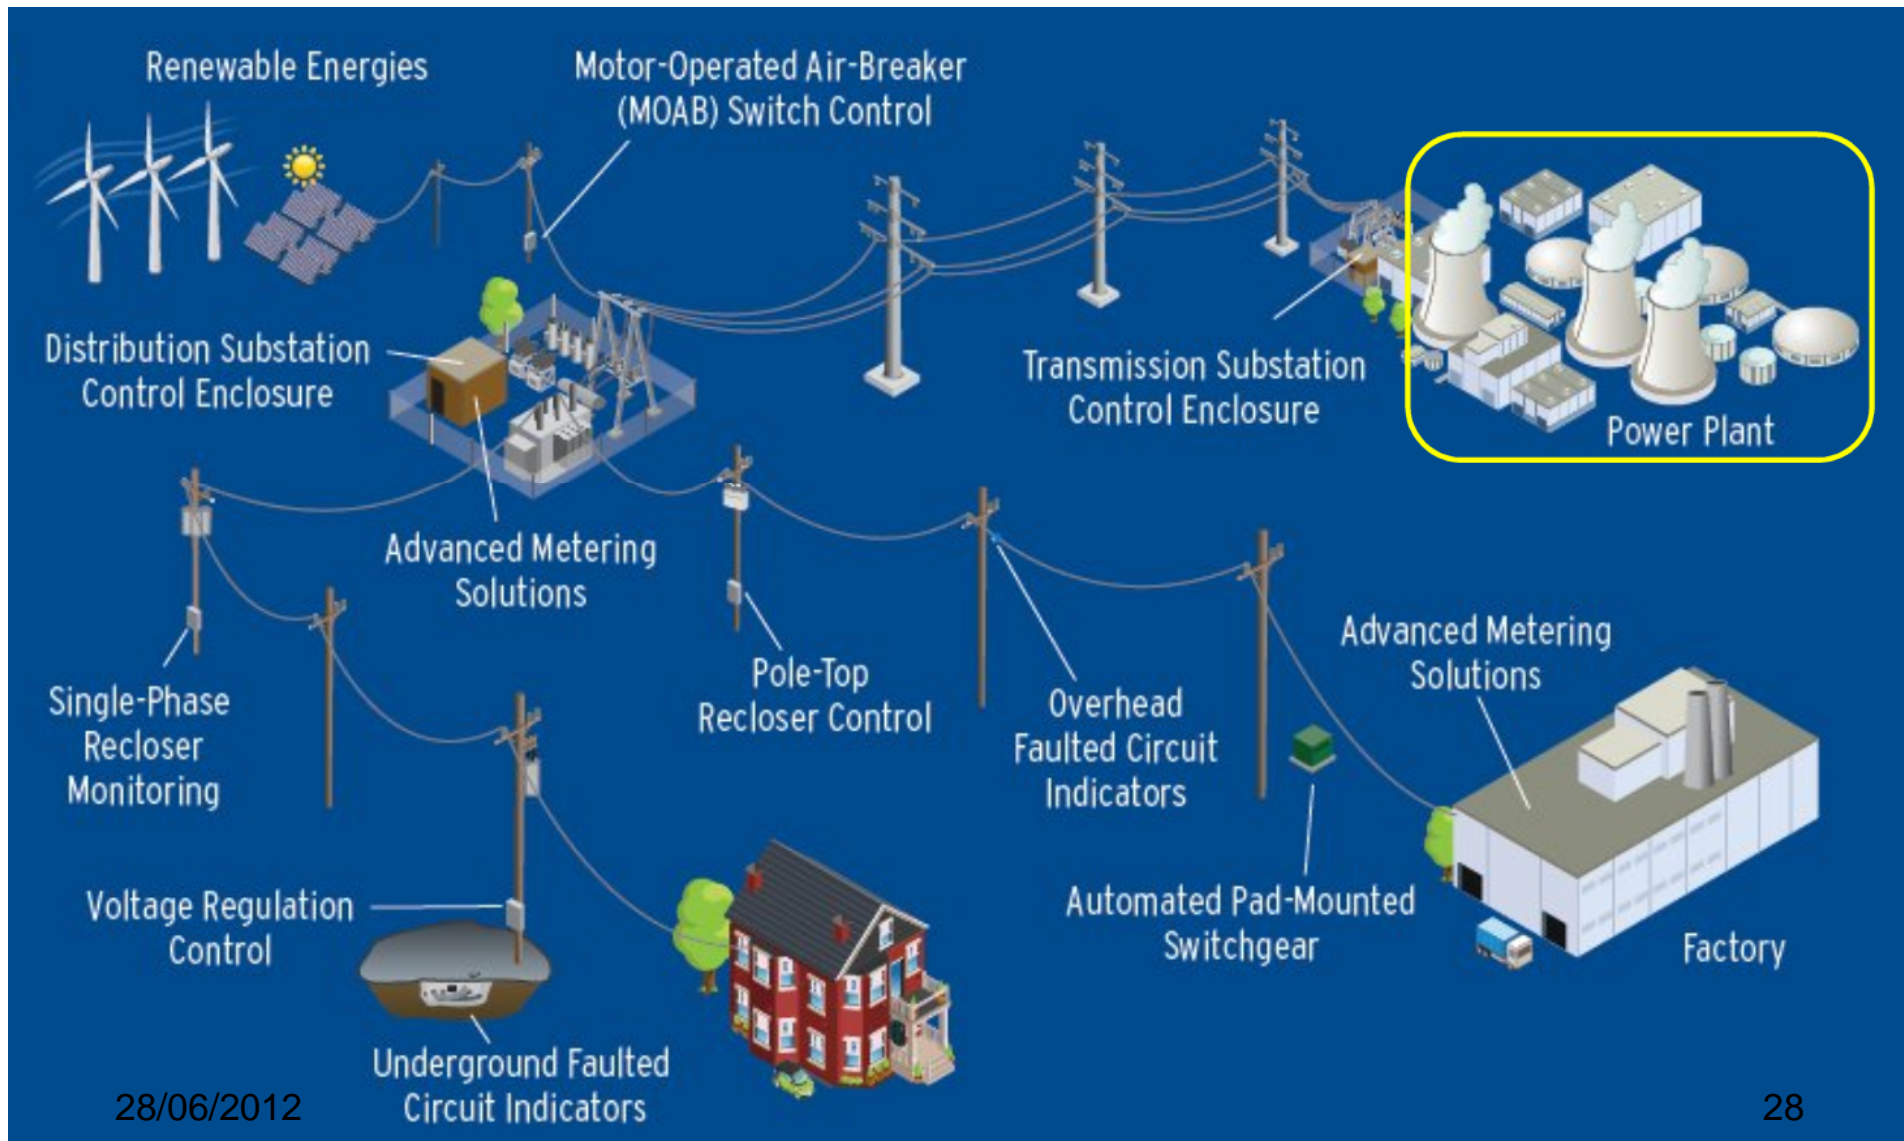 Renewable Energies
Motor-Operated Air-Breaker
(MOAB) Switch Control
Distribution Substation
Control Enclosure
Transmission Substation
Control Enclosure
Power Plant
Advanced Metering
Solutions
Single-Phase
Recloser
Monitoring
Pole-Top
Recloser Control
Overhead
Faulted Circuit
Indicators
Advanced Metering
Solutions
Voltage Regulation
Control
Automated Pad-Mounted
Switchgear
Factory
Underground Faulted
Circuit Indicators
28/06/2012
28